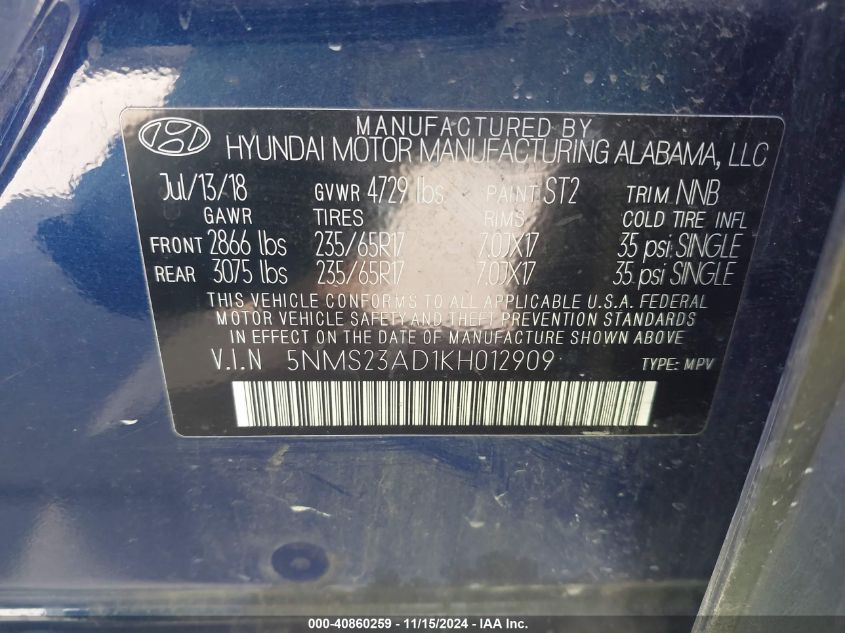 MANUFACTURED BY
HYUNDAI MOTOR MANUFACTURING ALABAMA, LLC
Jul/13/18 GVWR 4729 lbs PAINT ST2 TRIM NNB
GAWR TIRES RIMS COLD TIRE INFL
FRONT 2866 lbs 235/65R17 7.0JX17 35 psi SINGLE
REAR 3075 lbs 235/65R17 7.0JX17 35 psi SINGLE
THIS VEHICLE CONFORMS TO ALL APPLICABLE U.S.A. FEDERAL
MOTOR VEHICLE SAFETY AND THEFT PREVENTION STANDARDS
IN EFFECT ON THE DATE OF MANUFACTURE SHOWN ABOVE
V.I.N 5NMS23AD1KH012909 TYPE: MPV
000-40860259 - 11/15/2024 - IAA Inc.